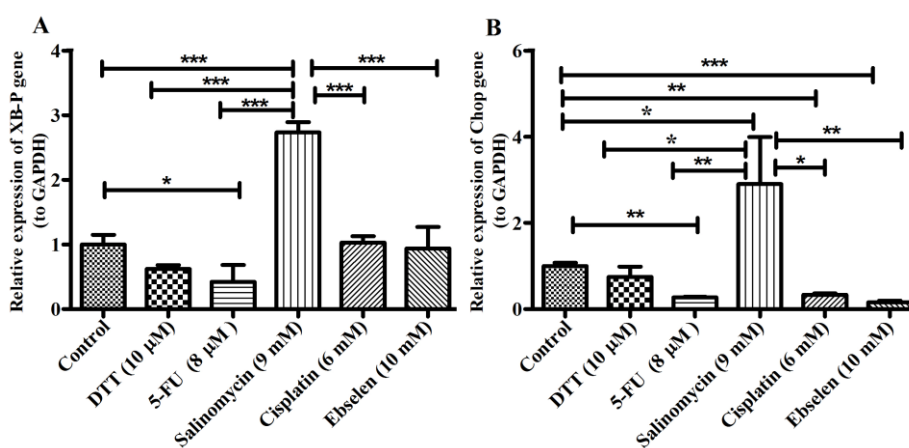 A
Relative expression of XB-P gene
(to GAPDH)
4
3
2
1
0
***
***
***
***
***
*
Control
DTT (10 µM)
5-FU (8 µM )
Salinomycin (9 mM)
Cisplatin (6 mM)
Ebselen (10 mM)
B
Relative expression of Chop gene
(to GAPDH)
6
4
2
0
***
**
*
*
**
**
*
**
Control
DTT (10 µM)
5-FU (8 µM )
Salinomycin (9 mM)
Cisplatin (6 mM)
Ebselen (10 mM)